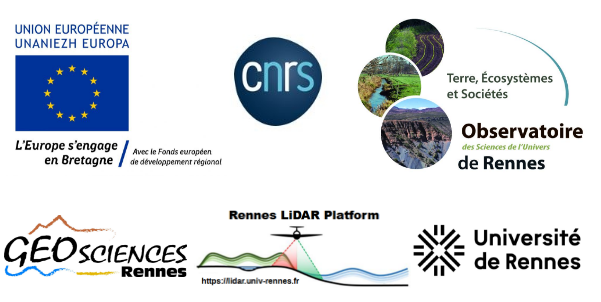 UNION EUROPÉENNE
UNANIEZH EUROPA
L'Europe s'engage
en Bretagne
Avec le Fonds européen
de développement régional
cnrs
Terre, Écosystèmes
et Sociétés
Observatoire
des Sciences de l'Univers
de Rennes
GEOSCIENCES
Rennes
Rennes LiDAR Platform
https://lidar.univ-rennes.fr
Université
de Rennes